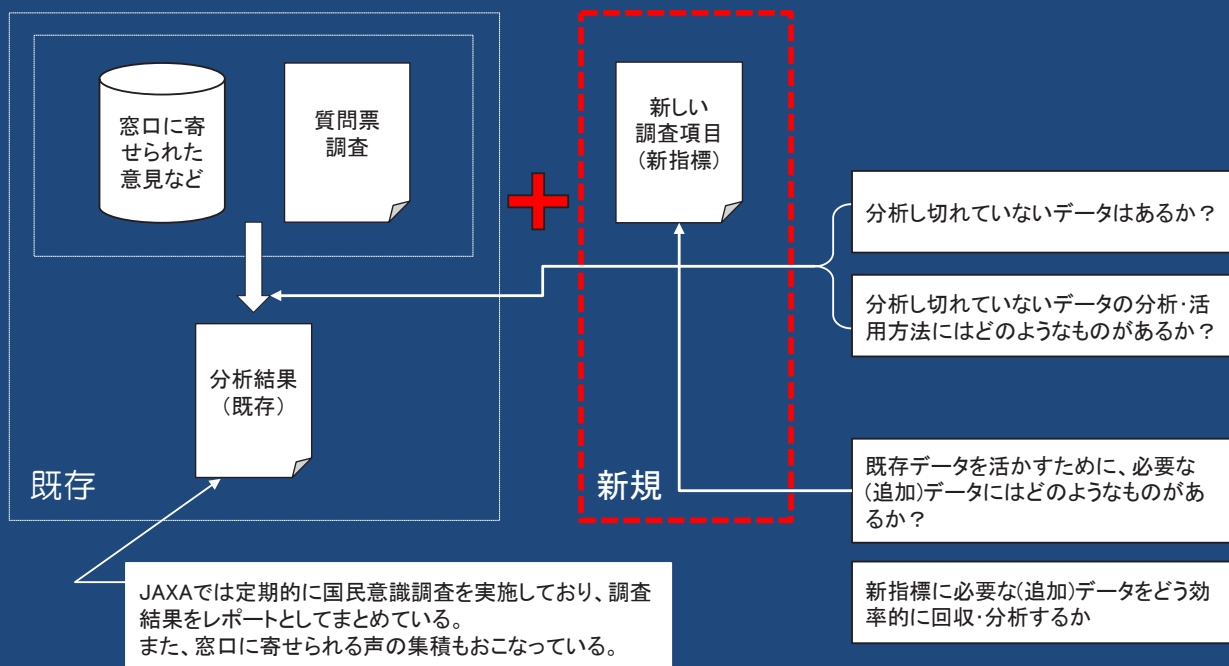 窓口に寄
せられた
意見など
質問票
調査
新しい
調査項目
（新指標）
分析し切れていないデータはあるか？
分析し切れていないデータの分析・活
用方法にはどのようなものがあるか？
分析結果
（既存）
既存
新規
既存データを活かすために、必要な
（追加）データにはどのようなものがあ
るか？
JAXAでは定期的に国民意識調査を実施しており、調査
結果をレポートとしてまとめている。
また、窓口に寄せられる声の集積もおこなっている。
新指標に必要な（追加）データをどう効
率的に回収・分析するか